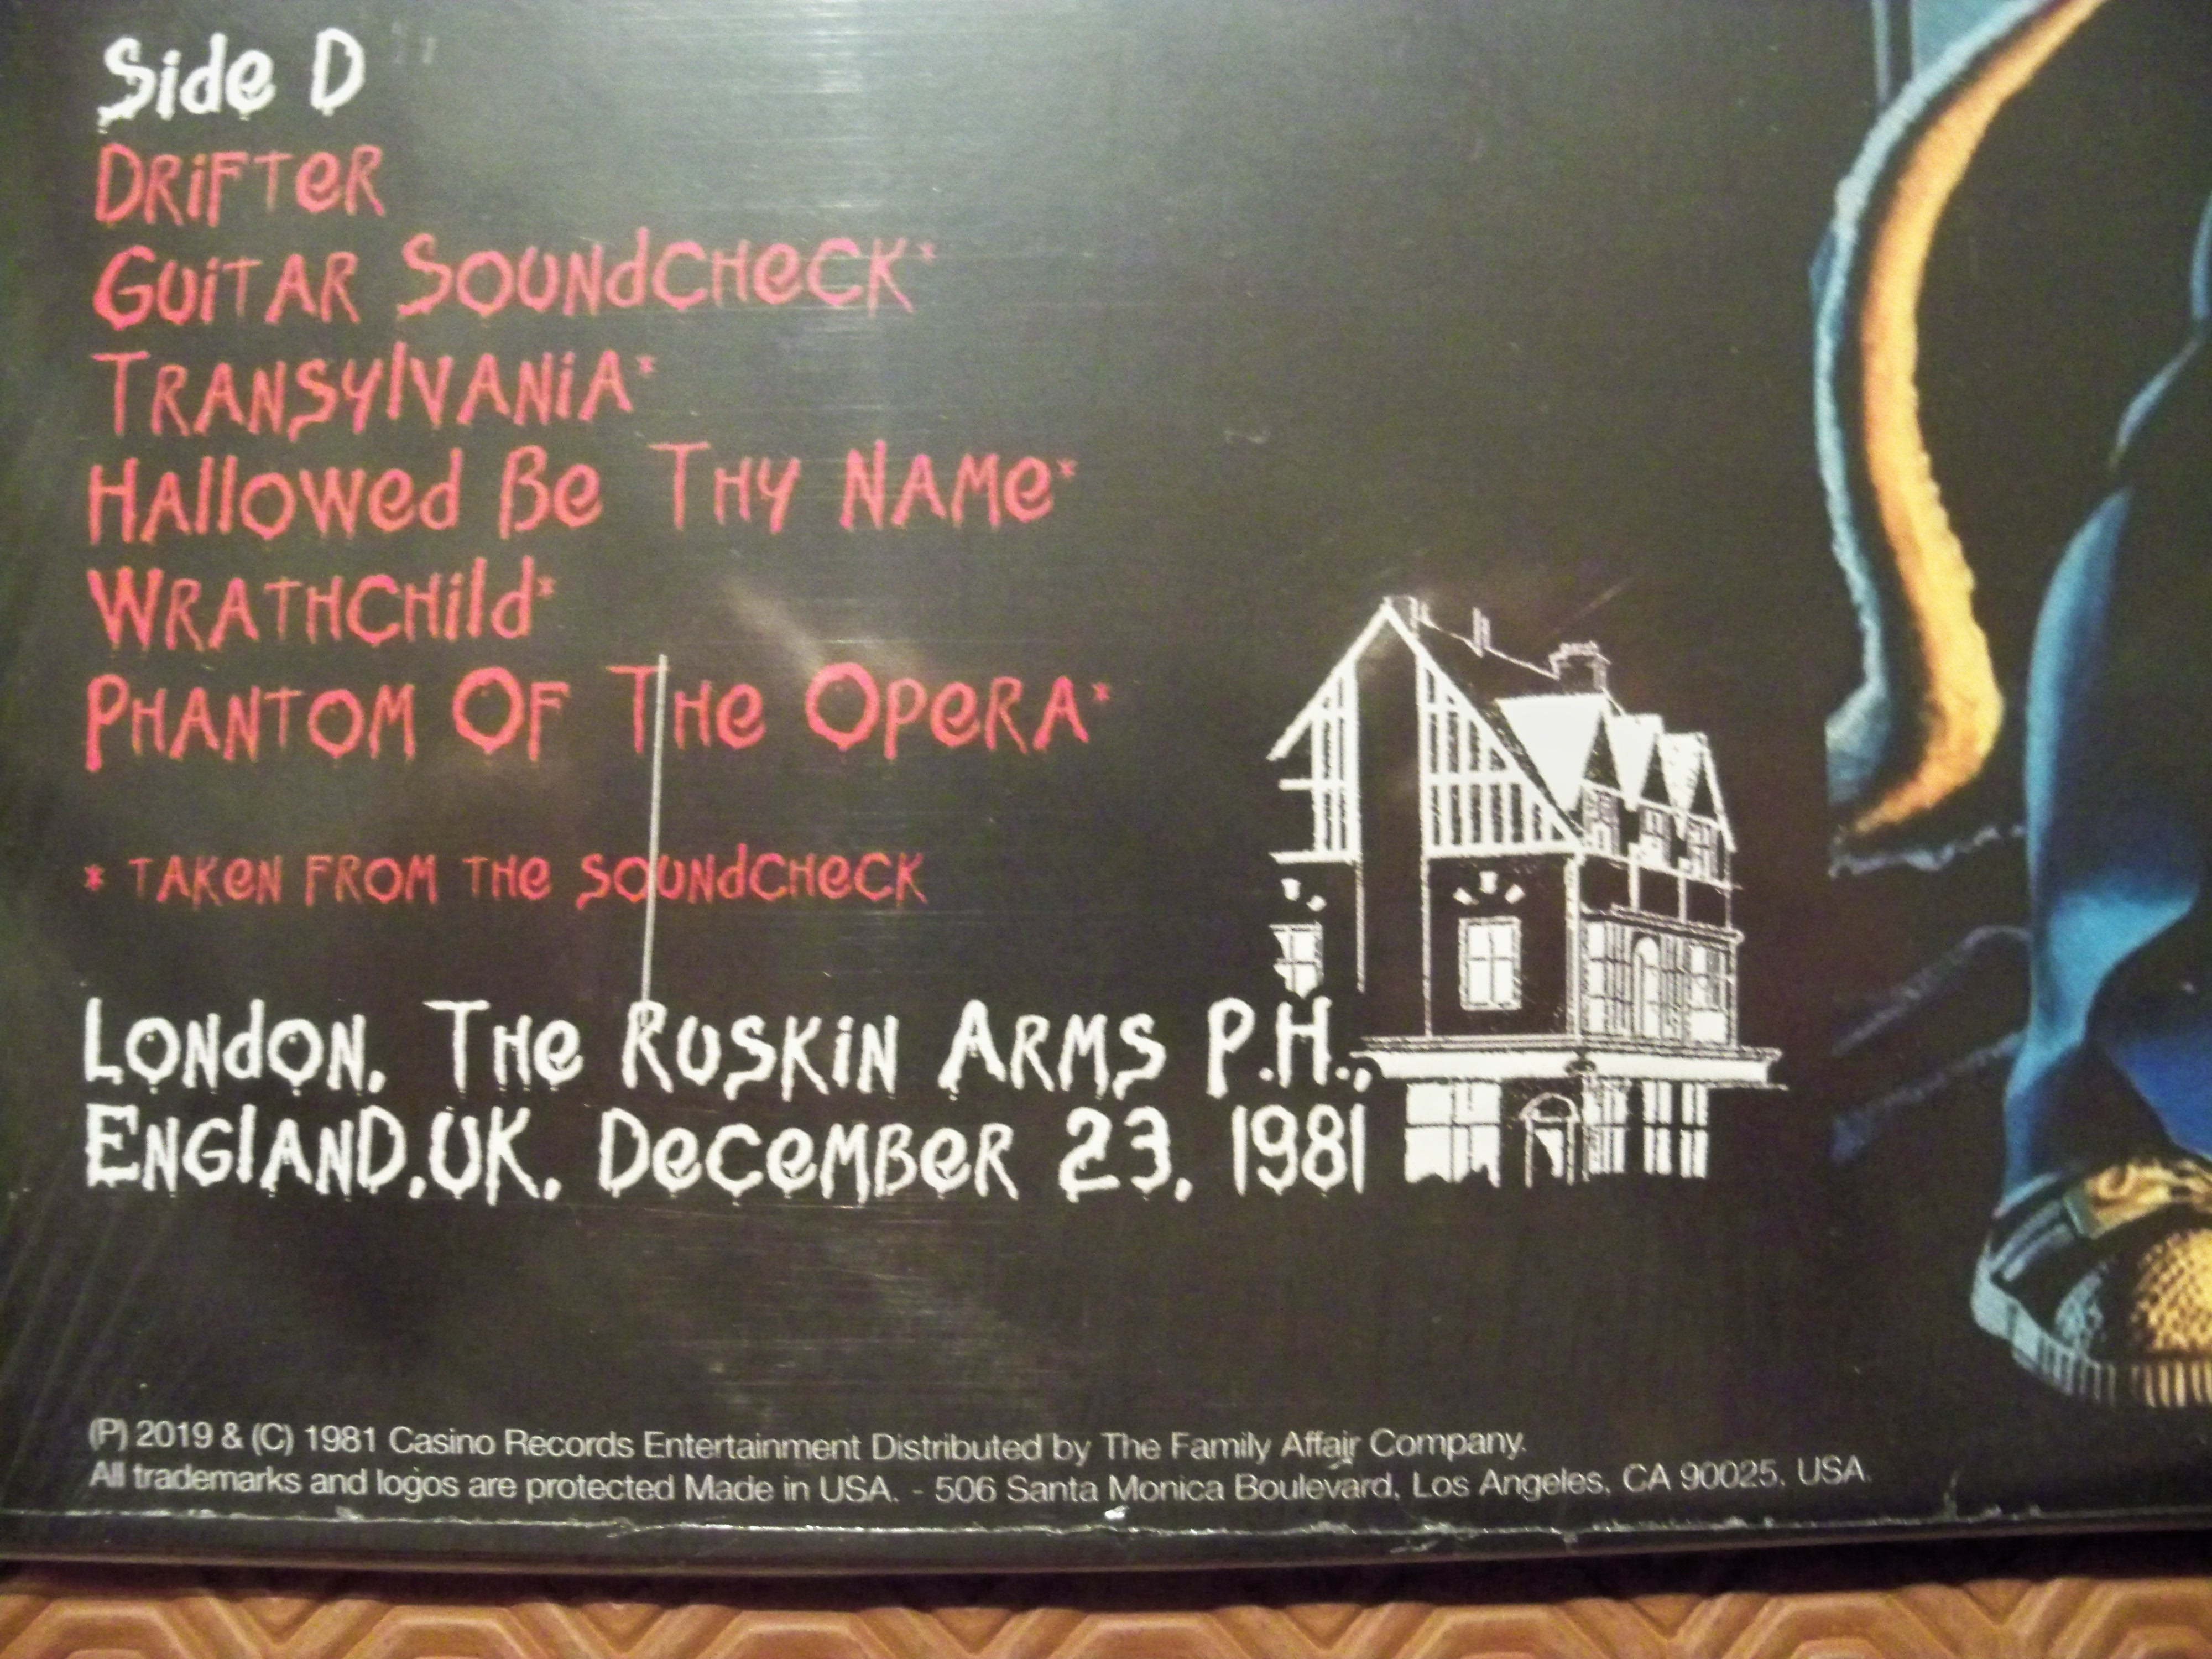 Side D
Drifter
Guitar Soundcheck*
Transylvania*
Hallowed Be Thy Name*
Wrathchild*
Phantom Of The Opera*
* taken from the soundcheck
London, The Ruskin Arms P.H.,
England.UK, December 23, 1981
(P) 2019 & (C) 1981 Casino Records Entertainment Distributed by The Family Affair Company.
All trademarks and logos are protected Made in USA. - 506 Santa Monica Boulevard, Los Angeles, CA 90025, USA.